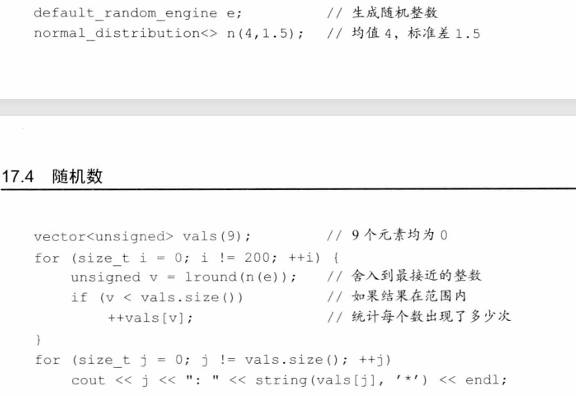 default_random_engine e;    // 生成随机整数
normal_distribution<> n(4,1.5);    // 均值 4, 标准差 1.5
17.4 随机数
vector<unsigned> vals(9);    // 9 个元素均为 0
for (size_t i = 0; i != 200; ++i) {
    unsigned v = lround(n(e));    // 舍入到最接近的整数
    if (v < vals.size())    // 如果结果在范围内
        ++vals[v];    // 统计每个数出现了多少次
}
for (size_t j = 0; j != vals.size(); ++j)
    cout << j << ": " << string(vals[j], '*') << endl;